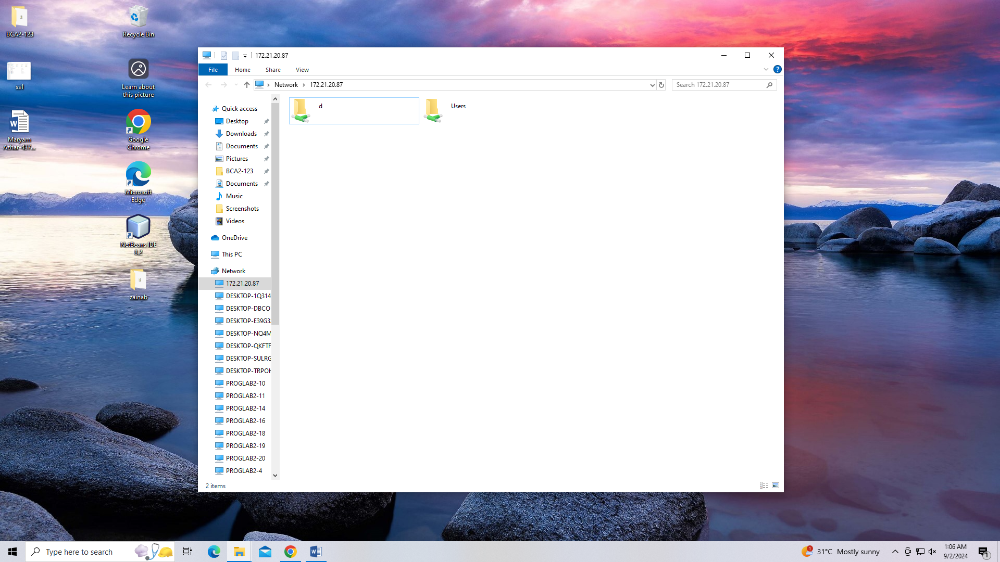 BCA2-123
Recycle Bin
ss1
Learn about
this picture
Maryam
Azhar-437...
Google
Chrome
Microsoft
Edge
NetBeans IDE
8.2
zainab
172.21.20.87
File
Home
Share
View
Network
172.21.20.87
Search 172.21.20.87
Quick access
Desktop
Downloads
Documents
Pictures
BCA2-123
Documents
Music
Screenshots
Videos
OneDrive
This PC
Network
172.21.20.87
DESKTOP-1Q314
DESKTOP-DBCO
DESKTOP-E39G3
DESKTOP-NQ4M
DESKTOP-QKFTF
DESKTOP-SULRG
DESKTOP-TRPOH
PROGLAB2-10
PROGLAB2-11
PROGLAB2-14
PROGLAB2-16
PROGLAB2-18
PROGLAB2-19
PROGLAB2-20
PROGLAB2-4
d
Users
2 items
Type here to search
1
31°C Mostly sunny
1:06 AM
9/2/2024
1